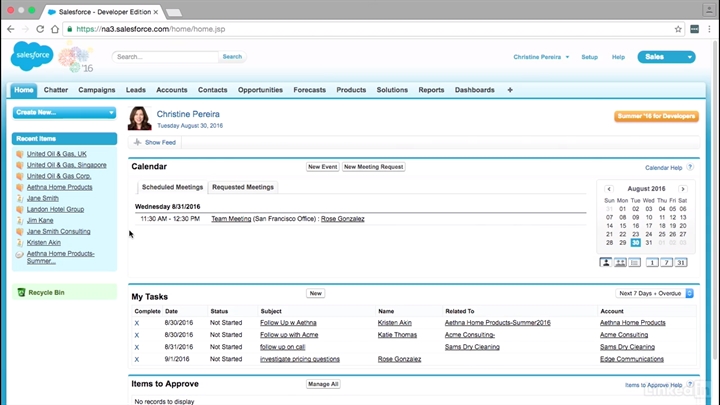 Salesforce - Developer Edition
https://na3.salesforce.com/home/home.jsp
salesforce
'16
Search...
Search
Christine Pereira
Setup
Help
Sales
Home Chatter Campaigns Leads Accounts Contacts Opportunities Forecasts Products Solutions Reports Dashboards +
Create New...
Recent Items
United Oil & Gas, UK
United Oil & Gas, Singapore
United Oil & Gas Corp.
Aethna Home Products
Jane Smith
Landon Hotel Group
Jim Kane
Jane Smith Consulting
Kristen Akin
Aethna Home Products-
Summer...
Recycle Bin
Christine Pereira
Tuesday August 30, 2016
Summer '16 for Developers
Show Feed
Calendar
New Event
New Meeting Request
Calendar Help ?
Scheduled Meetings
Requested Meetings
Wednesday 8/31/2016
11:30 AM - 12:30 PM Team Meeting (San Francisco Office) : Rose Gonzalez
August 2016
Sun Mon Tue Wed Thu Fri Sat
31 01 02 03 04 05 06
07 08 09 10 11 12 13
14 15 16 17 18 19 20
21 22 23 24 25 26 27
28 29 30 31 01 02 03
1 7 31
My Tasks
New
Next 7 Days + Overdue
Complete Date Status Subject Name Related To Account
X 8/30/2016 Not Started Follow Up w Aethna Kristen Akin Aethna Home Products-Summer2016 Aethna Home Products
X 8/30/2016 Not Started Follow up with Acme Katie Thomas Acme Consulting- Acme Consulting
X 8/31/2016 Not Started follow up on call Sams Dry Cleaning Sams Dry Cleaning
X 9/1/2016 Not Started investigate pricing questions Rose Gonzalez Edge Communications
Items to Approve
Manage All
Items to Approve Help ?
No records to display
LinkedIn